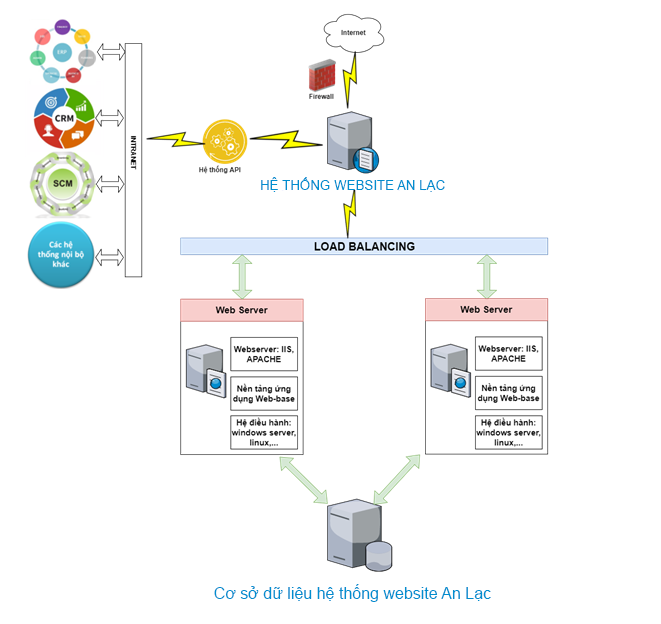 Internet
Firewall
ERP
CRM
SCM
Các hệ
thống nội bộ
khác
INTRANET
Hệ thống API
HỆ THỐNG WEBSITE AN LẠC
LOAD BALANCING
Web Server
Webserver: IIS,
APACHE
Nền tảng ứng
dụng Web-base
Hệ điều hành:
windows server,
linux,...
Web Server
Webserver: IIS,
APACHE
Nền tảng ứng
dụng Web-base
Hệ điều hành:
windows server,
linux,...
Cơ sở dữ liệu hệ thống website An Lạc